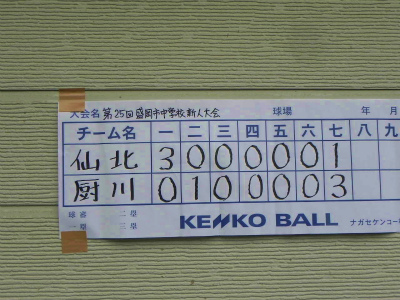 大会名 第25回盛岡市中学校新人大会 球場 年 月
チーム名 一 二 三 四 五 六 七 八 九
仙北 3 0 0 0 0 0 1
厨川 0 1 0 0 0 0 3
球審 二塁
一塁 三塁
KENKO BALL ナガセケンコー